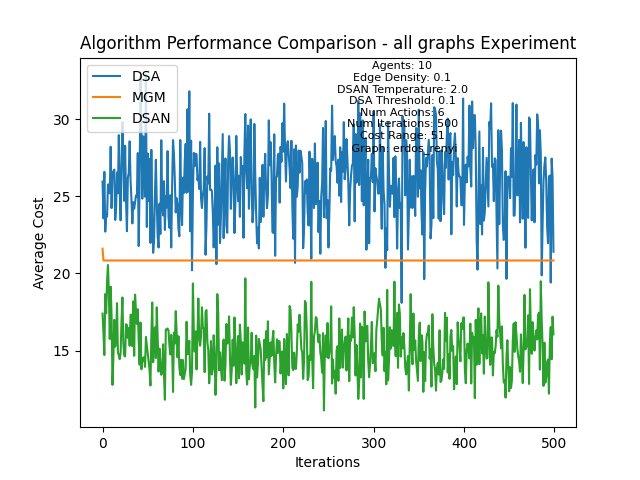 Algorithm Performance Comparison - all graphs Experiment
DSA
MGM
DSAN
Agents: 10
Edge Density: 0.1
DSAN Temperature: 2.0
DSA Threshold: 0.1
Num Actions: 6
Num Iterations: 500
Cost Range: 51
Graph: erdos_renyi
Average Cost
30
25
20
15
0 100 200 300 400 500
Iterations